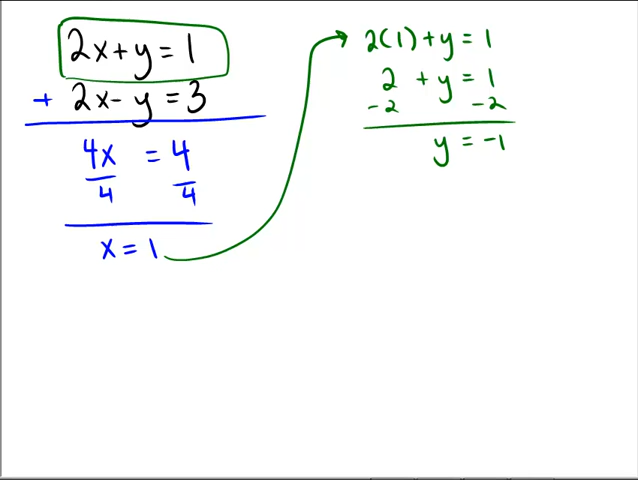 2x+y=1
+ 2x-y=3
4x = 4
4 4
x = 1
2(1)+y = 1
2 + y = 1
-2 -2
y = -1